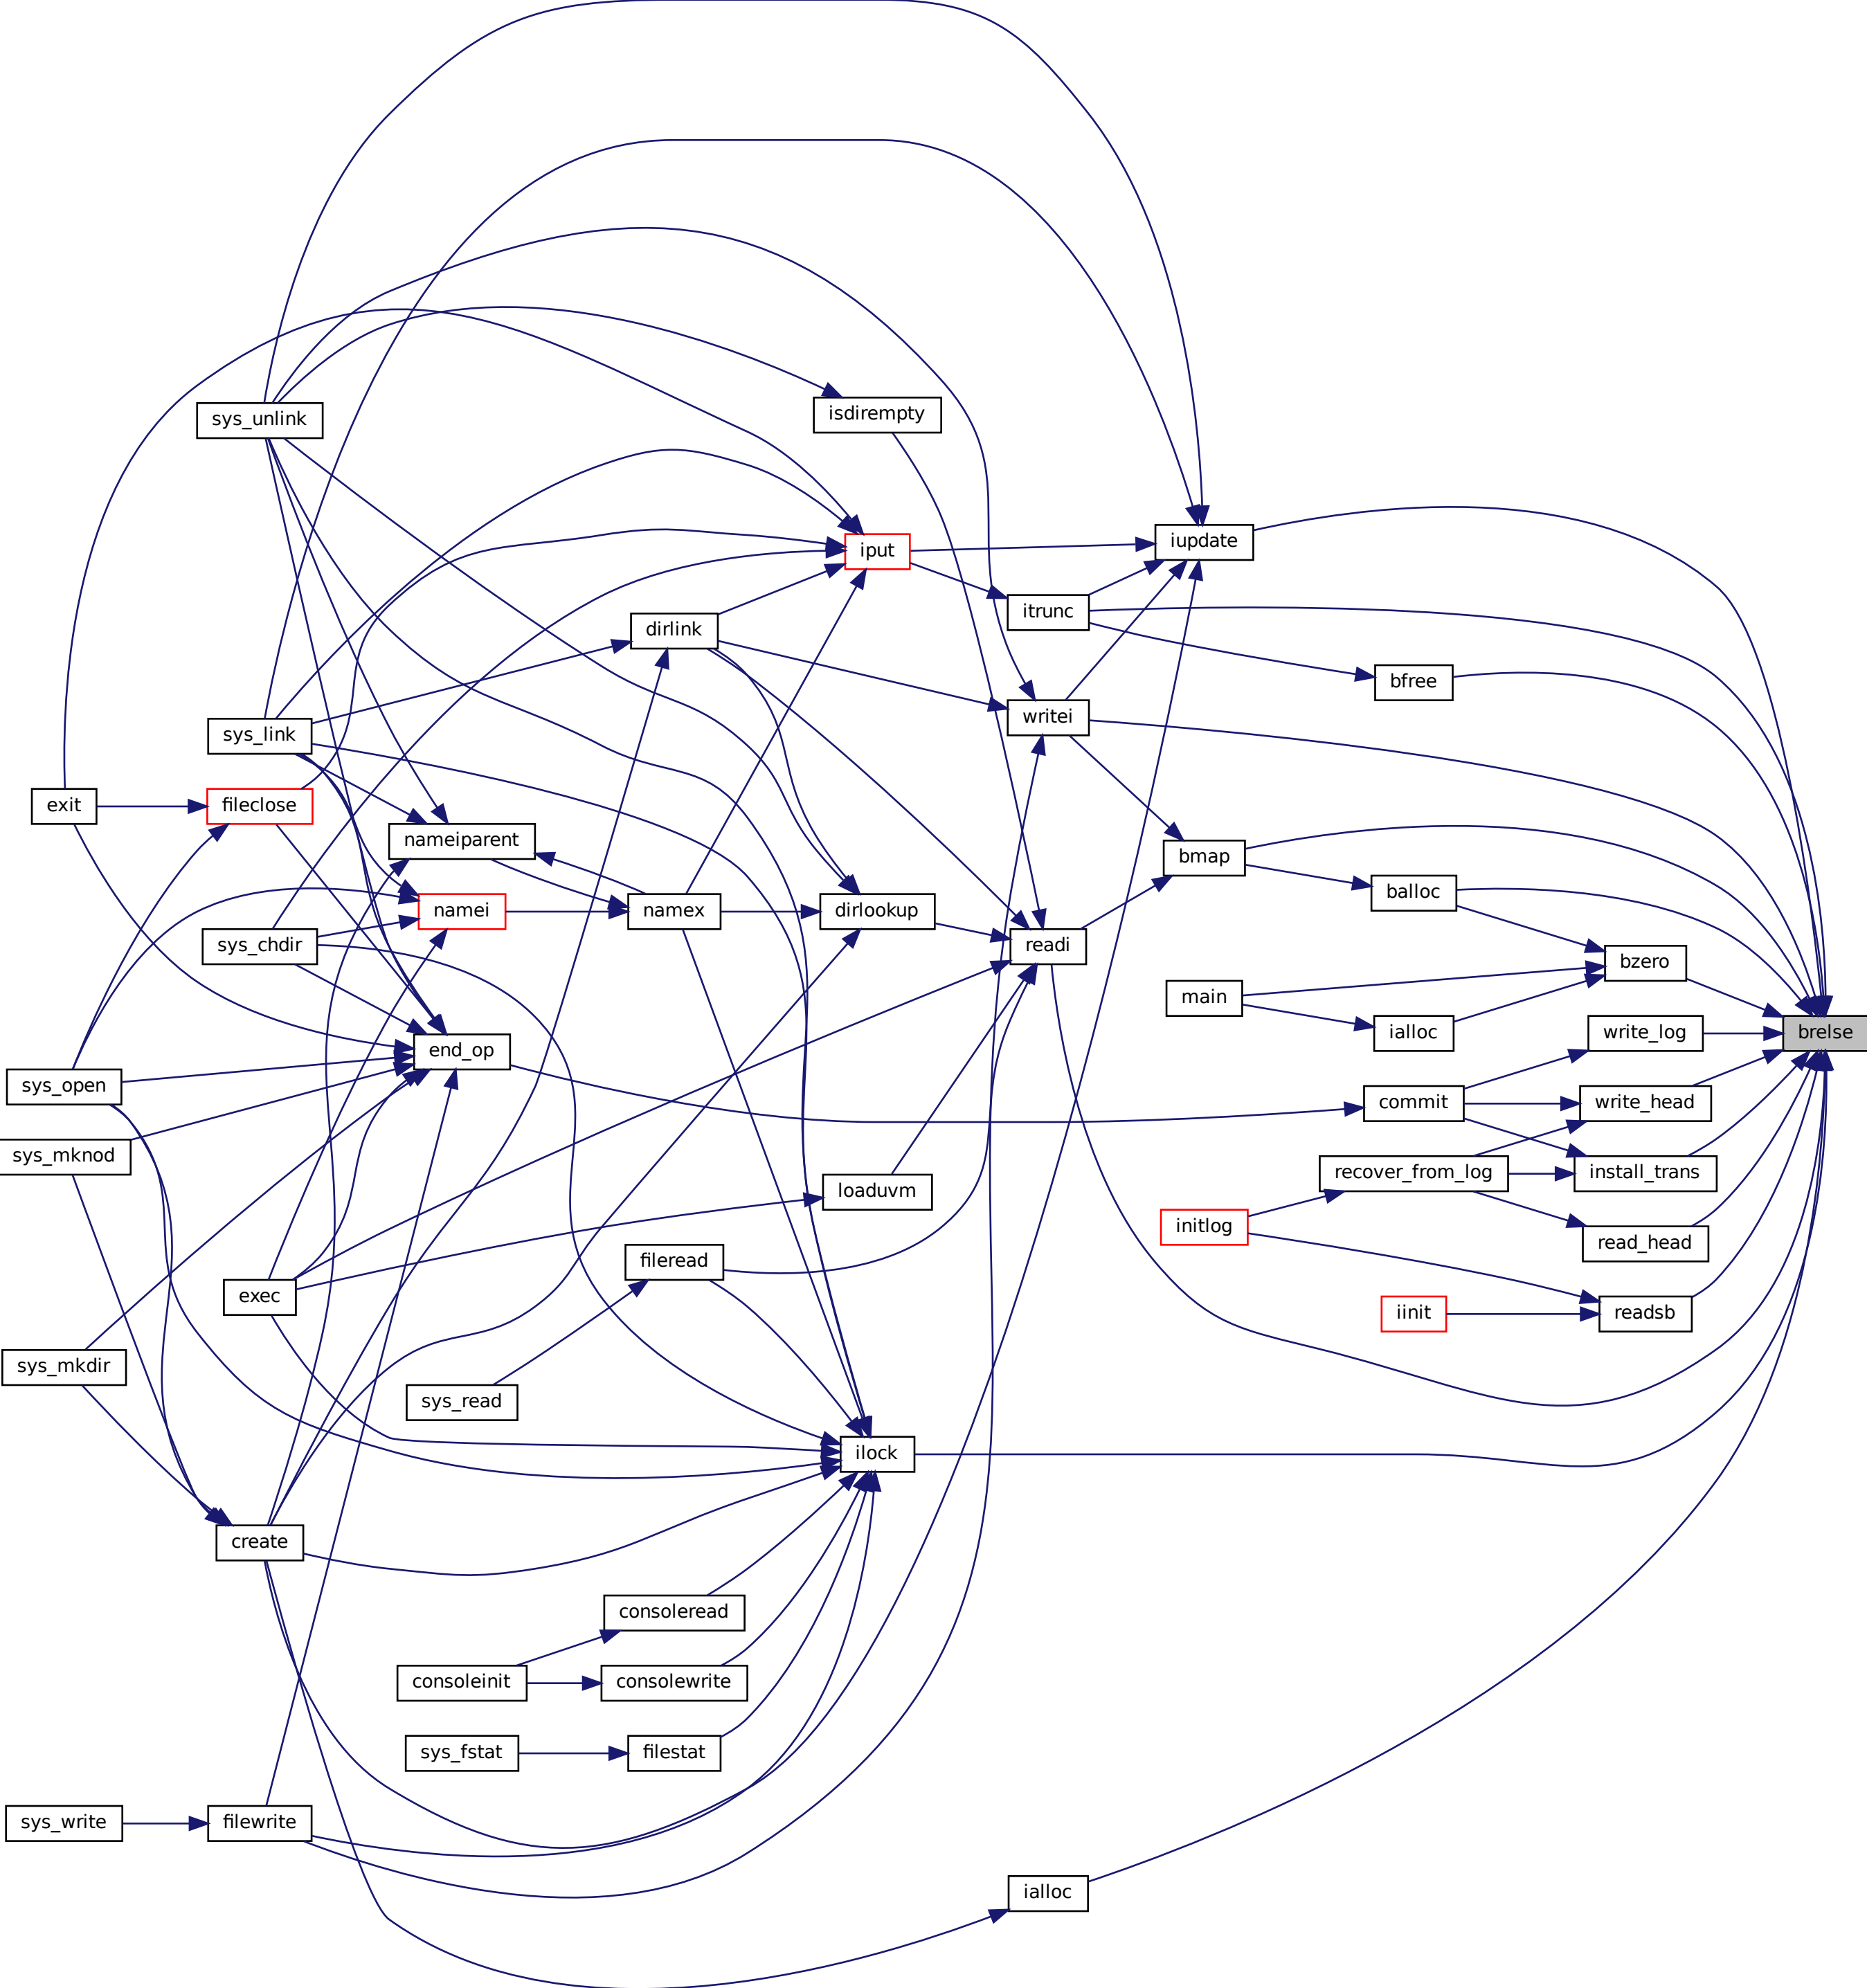 sys_unlink
isdirempty
iupdate
iput
itrunc
dirlink
bfree
writei
sys_link
exit
fileclose
nameiparent
bmap
balloc
namei
namex
dirlookup
sys_chdir
readi
bzero
main
ialloc
write_log
brelse
end_op
sys_open
commit
write_head
sys_mknod
recover_from_log
install_trans
loaduvm
initlog
read_head
fileread
exec
iinit
readsb
sys_mkdir
sys_read
ilock
create
consoleread
consoleinit
consolewrite
sys_fstat
filestat
sys_write
filewrite
ialloc